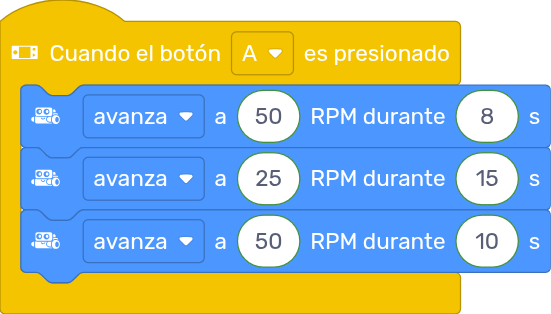 Cuando el botón A es presionado
avanza a 50 RPM durante 8 s
avanza a 25 RPM durante 15 s
avanza a 50 RPM durante 10 s